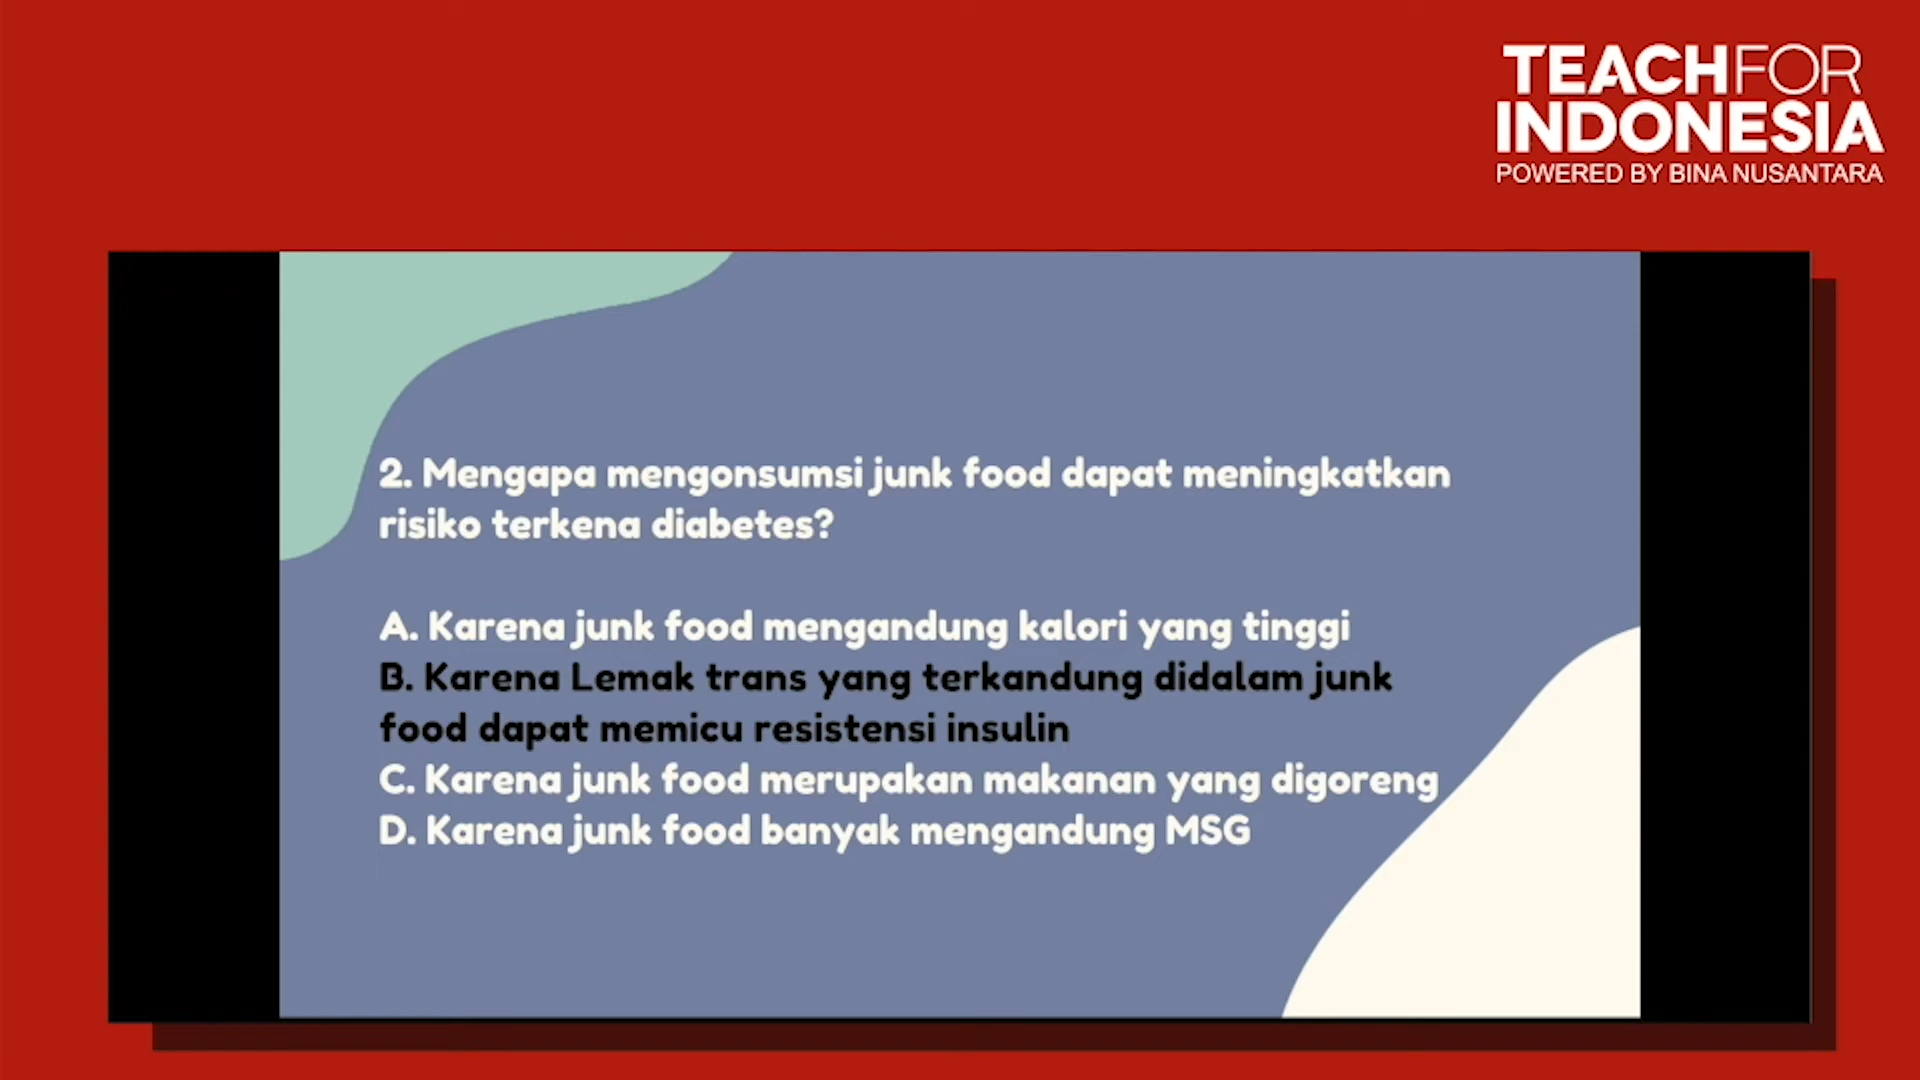 TEACHFOR
INDONESIA
POWERED BY BINA NUSANTARA
2. Mengapa mengonsumsi junk food dapat meningkatkan
risiko terkena diabetes?
A. Karena junk food mengandung kalori yang tinggi
B. Karena Lemak trans yang terkandung didalam junk
food dapat memicu resistensi insulin
C. Karena junk food merupakan makanan yang digoreng
D. Karena junk food banyak mengandung MSG